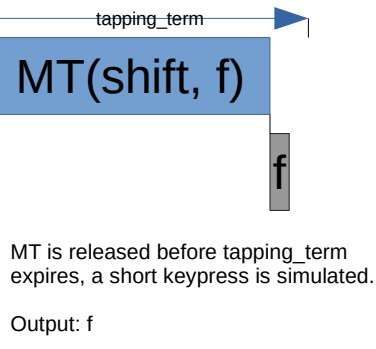 tapping_term
MT(shift, f)
f
MT is released before tapping_term
expires, a short keypress is simulated.
Output: f